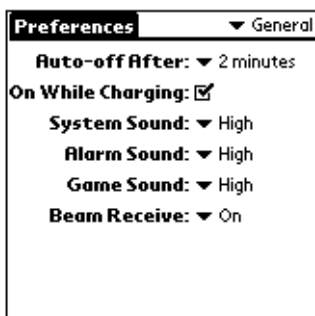 Preferences General
Auto-off After: 2 minutes
On While Charging:
System Sound: High
Alarm Sound: High
Game Sound: High
Beam Receive: On